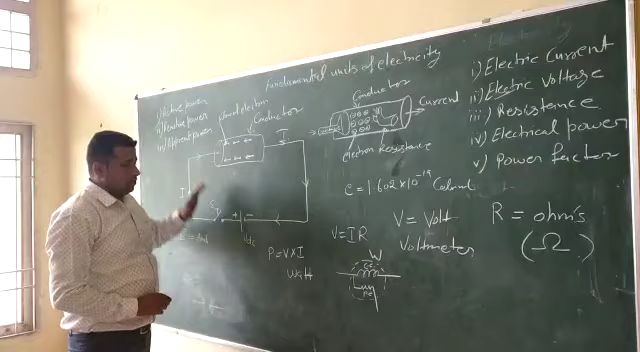 Fundamental units of electricity
i) Active power
ii) Reactive power
iii) Apparent power
Conductor
I
I
S
+ -
Vdc
P = V x I
Watt
Conductor
Current
electron Resistance
e = 1.602 x 10⁻¹⁹ Columb
V = IR
V = Volt
Voltmeter
W
i) Electric Current
ii) Electric Voltage
iii) Resistance
iv) Electrical power
v) Power factor
R = ohm's
(Ω)